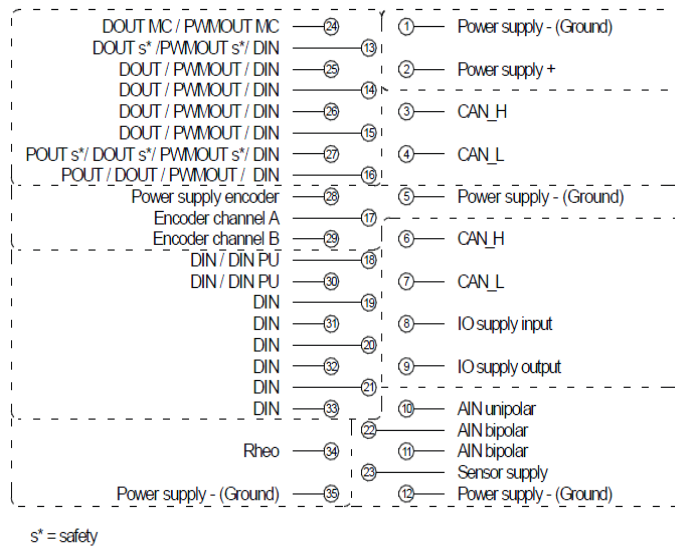 DOUT MC / PWMOUT MC 24 1 Power supply - (Ground)
DOUT s* /PWMOUT s*/ DIN 13
DOUT / PWMOUT / DIN 25 2 Power supply +
DOUT / PWMOUT / DIN 14
DOUT / PWMOUT / DIN 26 3 CAN_H
DOUT / PWMOUT / DIN 15
POUT s*/ DOUT s*/ PWMOUT s*/ DIN 27 4 CAN_L
POUT / DOUT / PWMOUT / DIN 16
Power supply encoder 28 5 Power supply - (Ground)
Encoder channel A 17
Encoder channel B 29 6 CAN_H
DIN / DIN PU 18
DIN / DIN PU 30 7 CAN_L
DIN 19
DIN 31 8 IO supply input
DIN 20
DIN 32 9 IO supply output
DIN 21
DIN 33 10 AIN unipolar
22 AIN bipolar
Rheo 34 11 AIN bipolar
23 Sensor supply
Power supply - (Ground) 35 12 Power supply - (Ground)
s* = safety